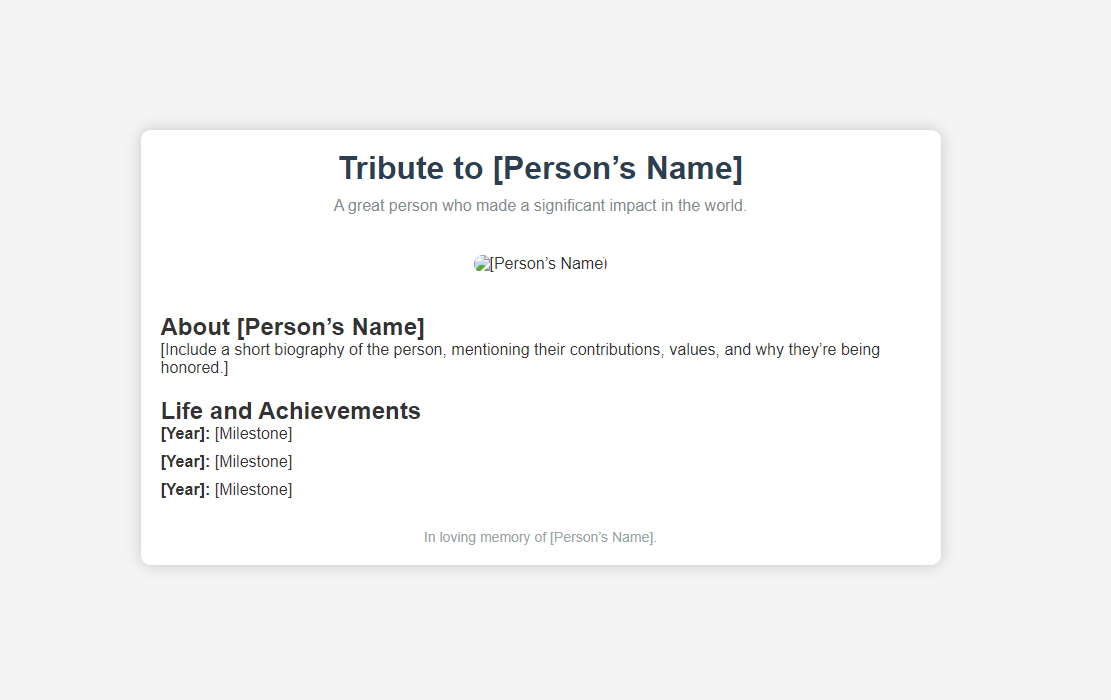 Tribute to [Person’s Name]
A great person who made a significant impact in the world.
[Person’s Name]
About [Person’s Name]
[Include a short biography of the person, mentioning their contributions, values, and why they’re being
honored.]
Life and Achievements
[Year]: [Milestone]
[Year]: [Milestone]
[Year]: [Milestone]
In loving memory of [Person’s Name].